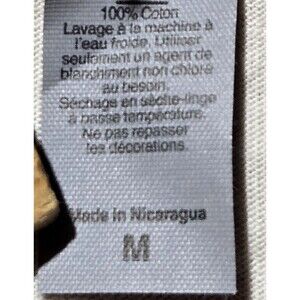 100% Coton
Lavage à la machine à
l'eau froide. Utiliser
seulement un agent de
blanchiment non chloré
au besoin.
Séchage en sèche-linge
à basse température.
Ne pas repasser
les décorations.
Made in Nicaragua
M